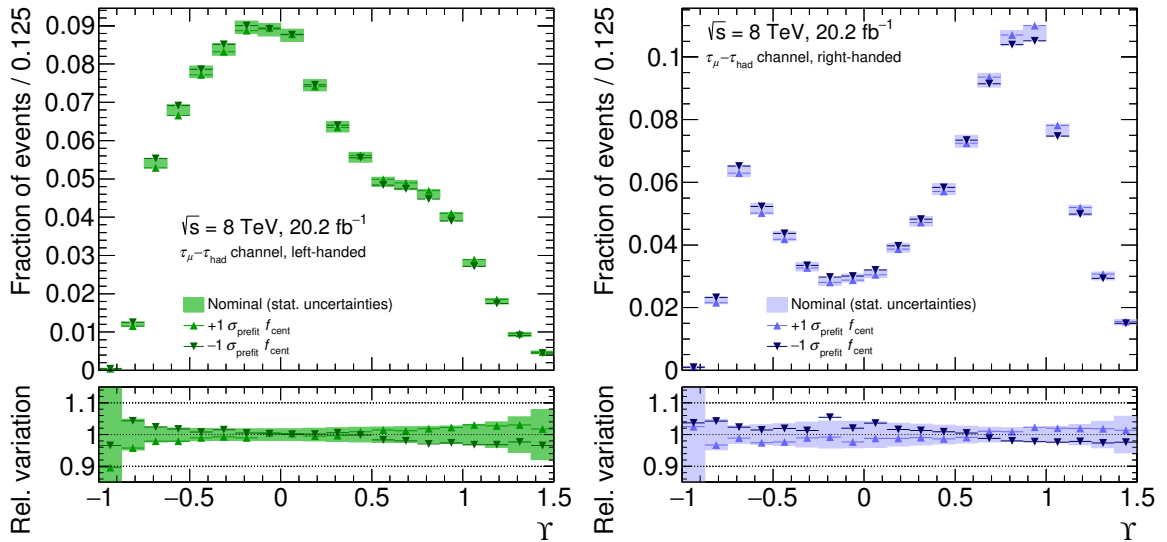 Fraction of events / 0.125
0.09
0.08
0.07
0.06
0.05
0.04
0.03
0.02
0.01
0
√s = 8 TeV, 20.2 fb⁻¹
τμ−τhad channel, left-handed
Nominal (stat. uncertainties)
+1 σprefit fcent
−1 σprefit fcent
Rel. variation
1.1
1
0.9
−1 −0.5 0 0.5 1 1.5
ϒ
Fraction of events / 0.125
0.1
0.08
0.06
0.04
0.02
0
√s = 8 TeV, 20.2 fb⁻¹
τμ−τhad channel, right-handed
Nominal (stat. uncertainties)
+1 σprefit fcent
−1 σprefit fcent
Rel. variation
1.1
1
0.9
−1 −0.5 0 0.5 1 1.5
ϒ